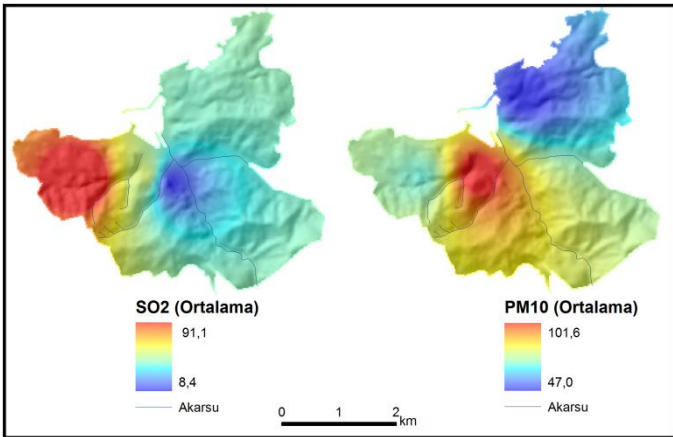 SO2 (Ortalama)
91,1
8,4
Akarsu
PM10 (Ortalama)
101,6
47,0
Akarsu
0 1 2
km